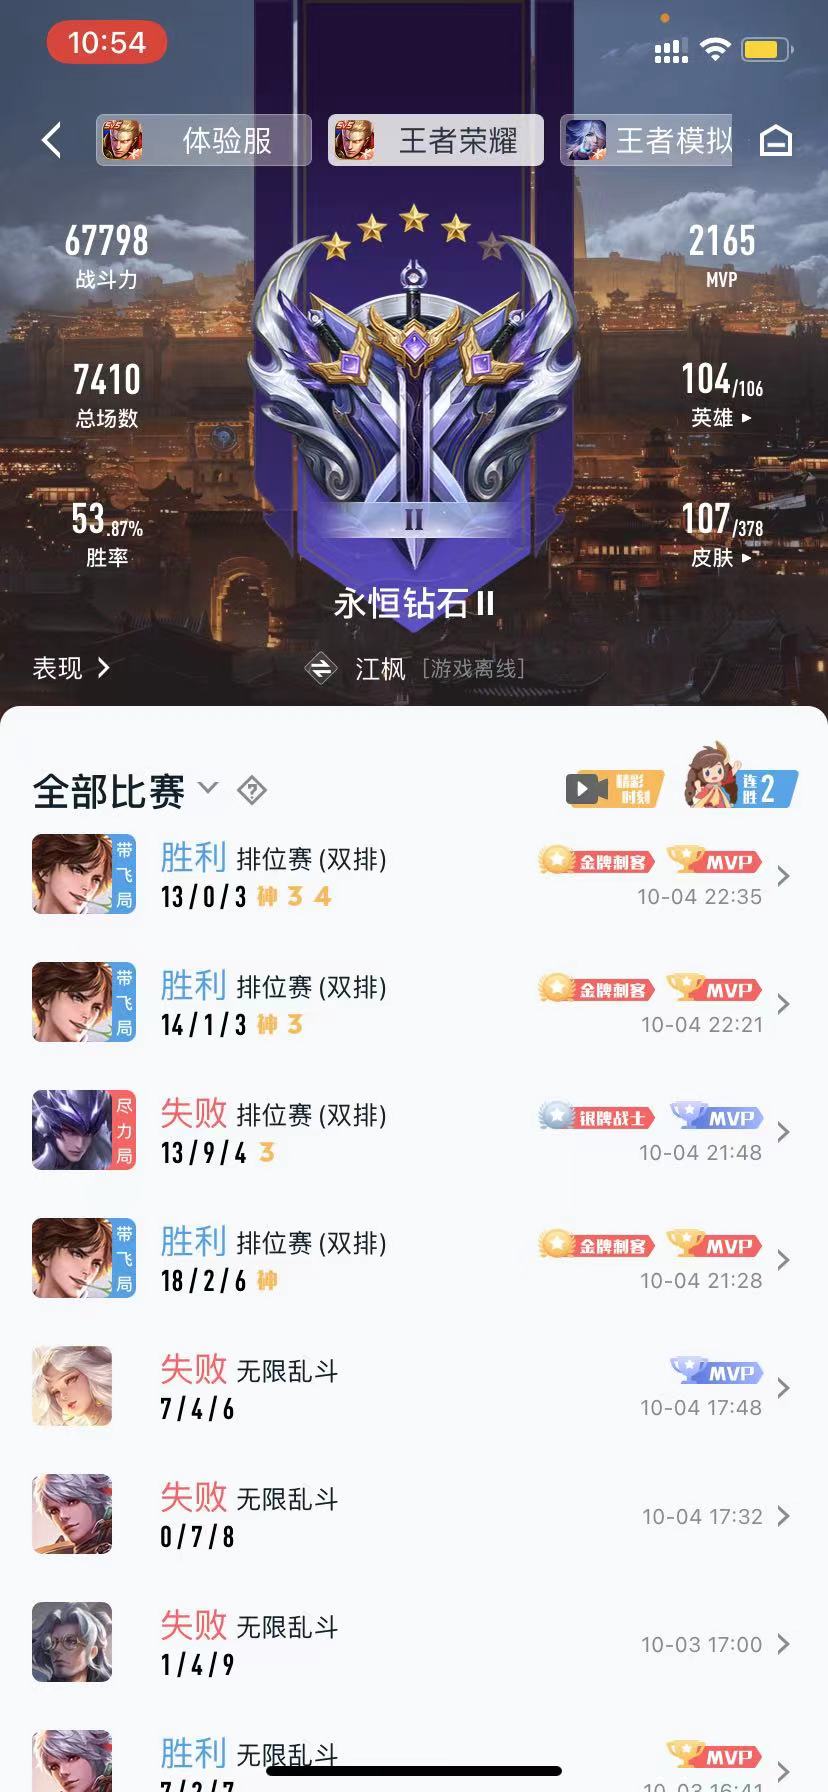 10:54
体验服
王者荣耀
王者模拟
67798
战斗力
2165
MVP
7410
总场数
104/106
英雄
53.87%
胜率
107/378
皮肤
II
永恒钻石II
表现
江枫 [游戏离线]
全部比赛
精彩时刻
连胜2
带飞局
胜利 排位赛 (双排)
金牌刺客 MVP
13/0/3 神 3 4
10-04 22:35
带飞局
胜利 排位赛 (双排)
金牌刺客 MVP
14/1/3 神 3
10-04 22:21
尽力局
失败 排位赛 (双排)
银牌战士 MVP
13/9/4 3
10-04 21:48
带飞局
胜利 排位赛 (双排)
金牌刺客 MVP
18/2/6 神
10-04 21:28
失败 无限乱斗
MVP
7/4/6
10-04 17:48
失败 无限乱斗
0/7/8
10-04 17:32
失败 无限乱斗
1/4/9
10-03 17:00
胜利 无限乱斗
MVP
7/2/7
10-03 16:41